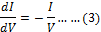 dI/dV = − I/V … … (3)